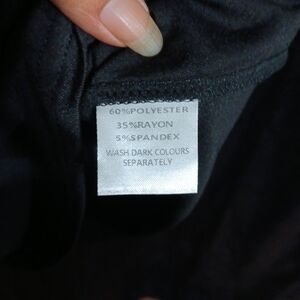 60%POLYESTER
35%RAYON
5%SPANDEX
WASH DARK COLOURS
SEPARATELY